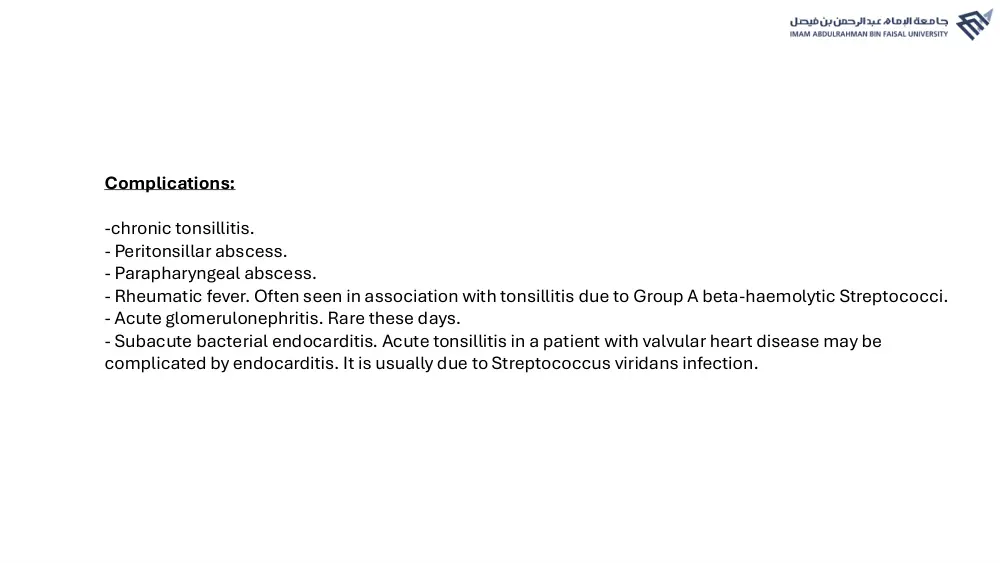 جامعة الإمام عبدالرحمن بن فيصل
IMAM ABDULRAHMAN BIN FAISAL UNIVERSITY
Complications:
-chronic tonsillitis.
- Peritonsillar abscess.
- Parapharyngeal abscess.
- Rheumatic fever. Often seen in association with tonsillitis due to Group A beta-haemolytic Streptococci.
- Acute glomerulonephritis. Rare these days.
- Subacute bacterial endocarditis. Acute tonsillitis in a patient with valvular heart disease may be
complicated by endocarditis. It is usually due to Streptococcus viridans infection.